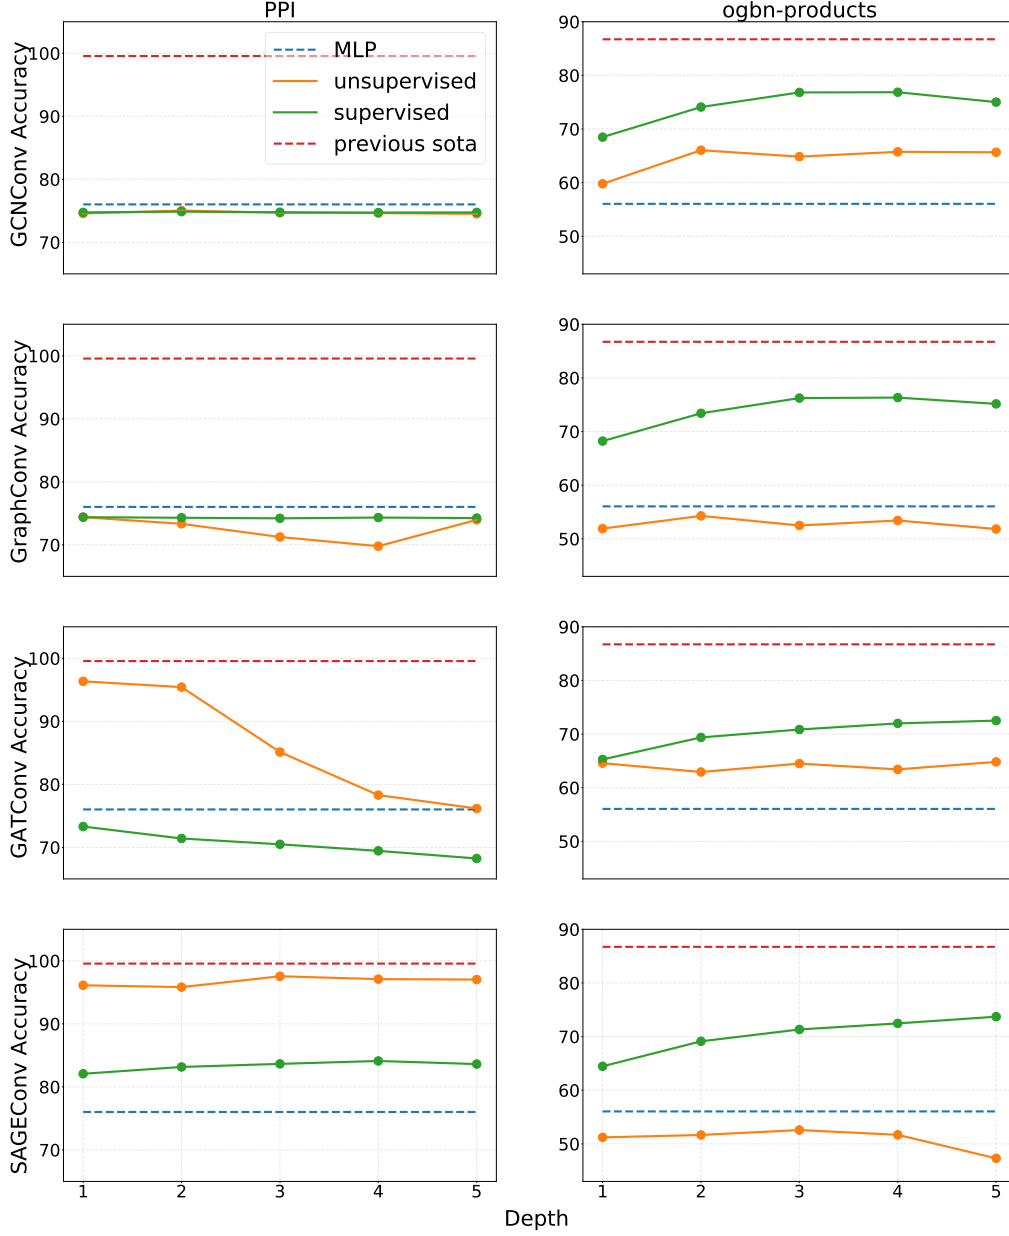 PPI
ogbn-products
GCNConv Accuracy
100
90
80
70
MLP
unsupervised
supervised
previous sota
90
80
70
60
50
GraphConv Accuracy
100
90
80
70
90
80
70
60
50
GATConv Accuracy
100
90
80
70
90
80
70
60
50
SAGEConv Accuracy
100
90
80
70
1 2 3 4 5
90
80
70
60
50
1 2 3 4 5
Depth